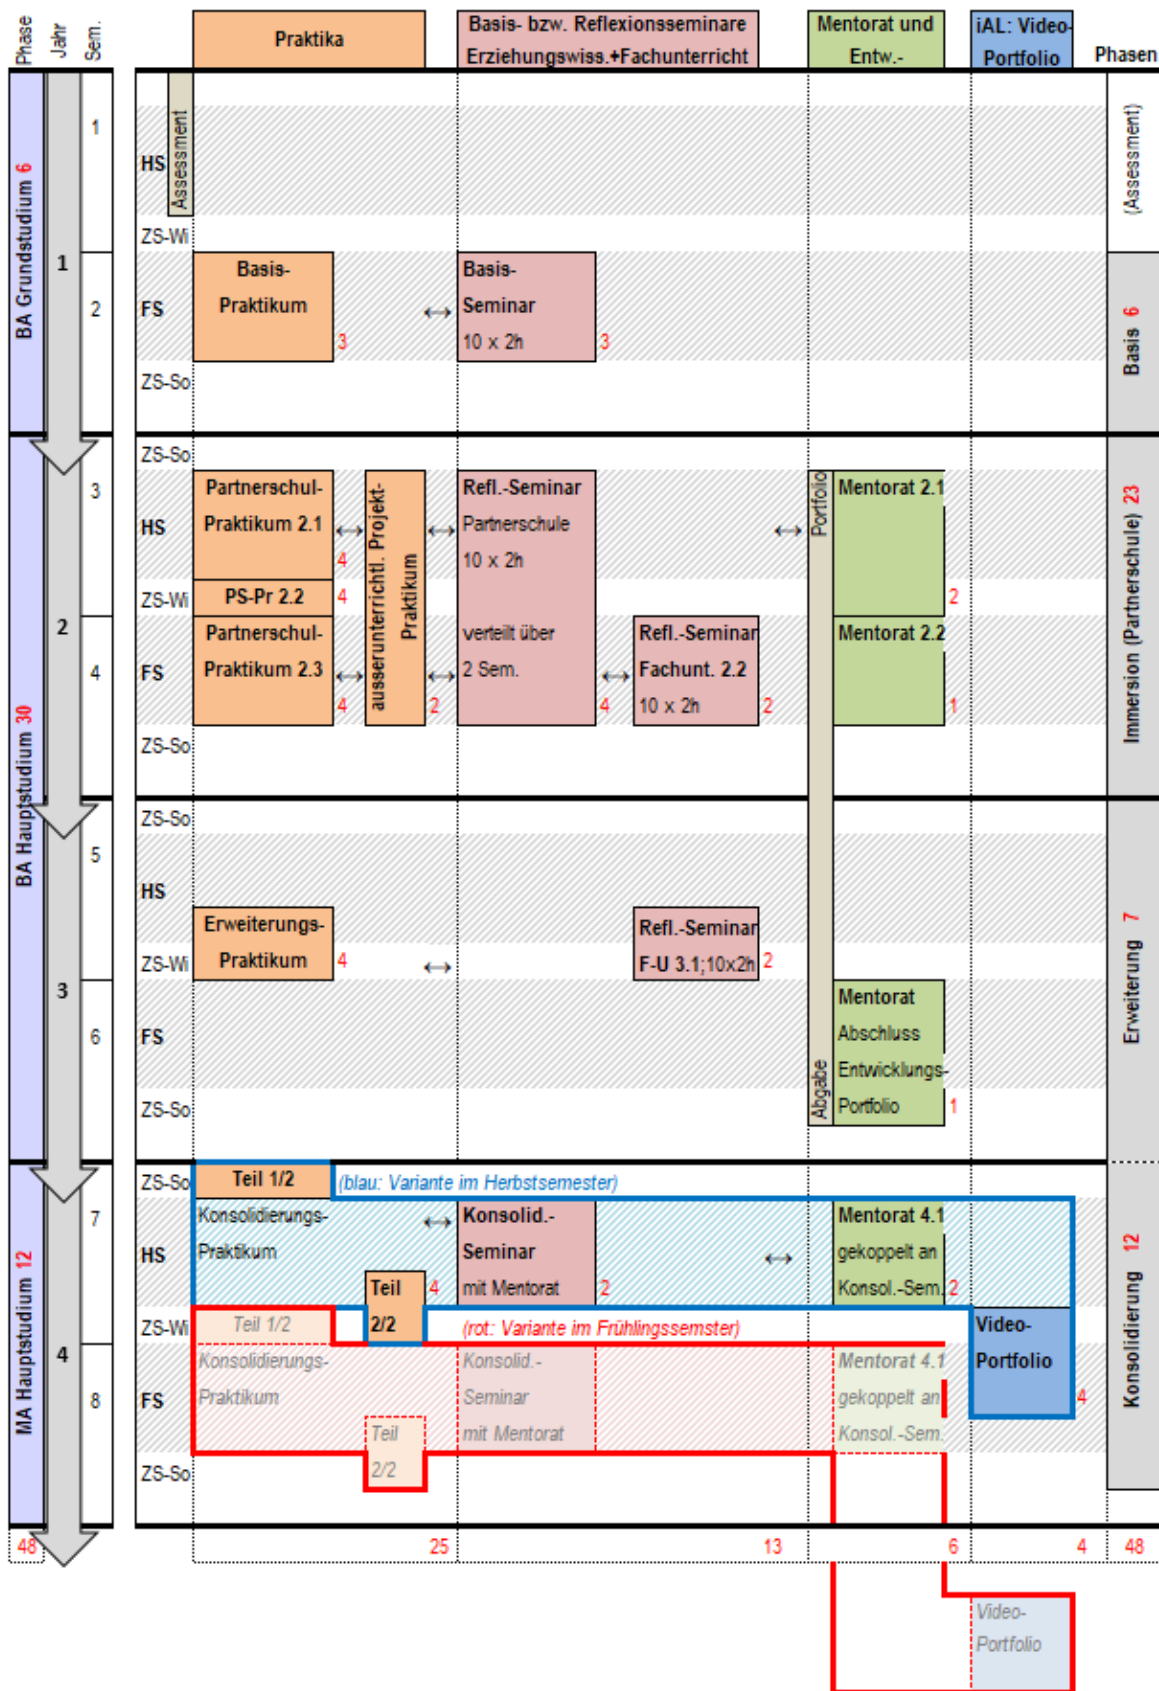 Phase
Jahr
Sem.
Praktika
Basis- bzw. Reflexionsseminare
Erziehungswiss.+Fachunterricht
Mentorat und
Entw.-
iAL: Video-
Portfolio
Phasen
BA Grundstudium 6
1
1
HS
Assessment
(Assessment)
ZS-Wi
2
FS
Basis-
Praktikum
3
↔
Basis-
Seminar
10 x 2h
3
Basis 6
ZS-So
BA Hauptstudium 30
2
ZS-So
3
HS
Partnerschul-
Praktikum 2.1
↔
4
ausserunterrichtl. Projekt-
Praktikum
↔
Refl.-Seminar
Partnerschule
10 x 2h
↔
Portfolio
Mentorat 2.1
2
Immersion (Partnerschule) 23
ZS-Wi
PS-Pr 2.2
4
4
FS
Partnerschul-
Praktikum 2.3
↔
4
↔
2
verteilt über
2 Sem.
↔
4
Refl.-Seminar
Fachunt. 2.2
10 x 2h
2
Mentorat 2.2
1
ZS-So
3
ZS-So
5
HS
Erweiterungs-
Praktikum
4
↔
Refl.-Seminar
F-U 3.1;10x2h
2
Erweiterung 7
ZS-Wi
6
FS
Mentorat
Abschluss
Entwicklungs-
Portfolio
1
Abgabe
ZS-So
MA Hauptstudium 12
4
ZS-So
Teil 1/2
(blau: Variante im Herbstsemester)
7
HS
Konsolidierungs-
Praktikum
↔
Teil
2/2
4
Konsolid.-
Seminar
mit Mentorat
2
↔
Mentorat 4.1
gekoppelt an
Konsol.-Sem.
2
Konsolidierung 12
ZS-Wi
Teil 1/2
(rot: Variante im Frühlingssemster)
Video-
Portfolio
4
8
FS
Konsolidierungs-
Praktikum
Teil
2/2
Konsolid.-
Seminar
mit Mentorat
Mentorat 4.1
gekoppelt an
Konsol.-Sem.
ZS-So
48
25
13
6
4
48
Video-
Portfolio